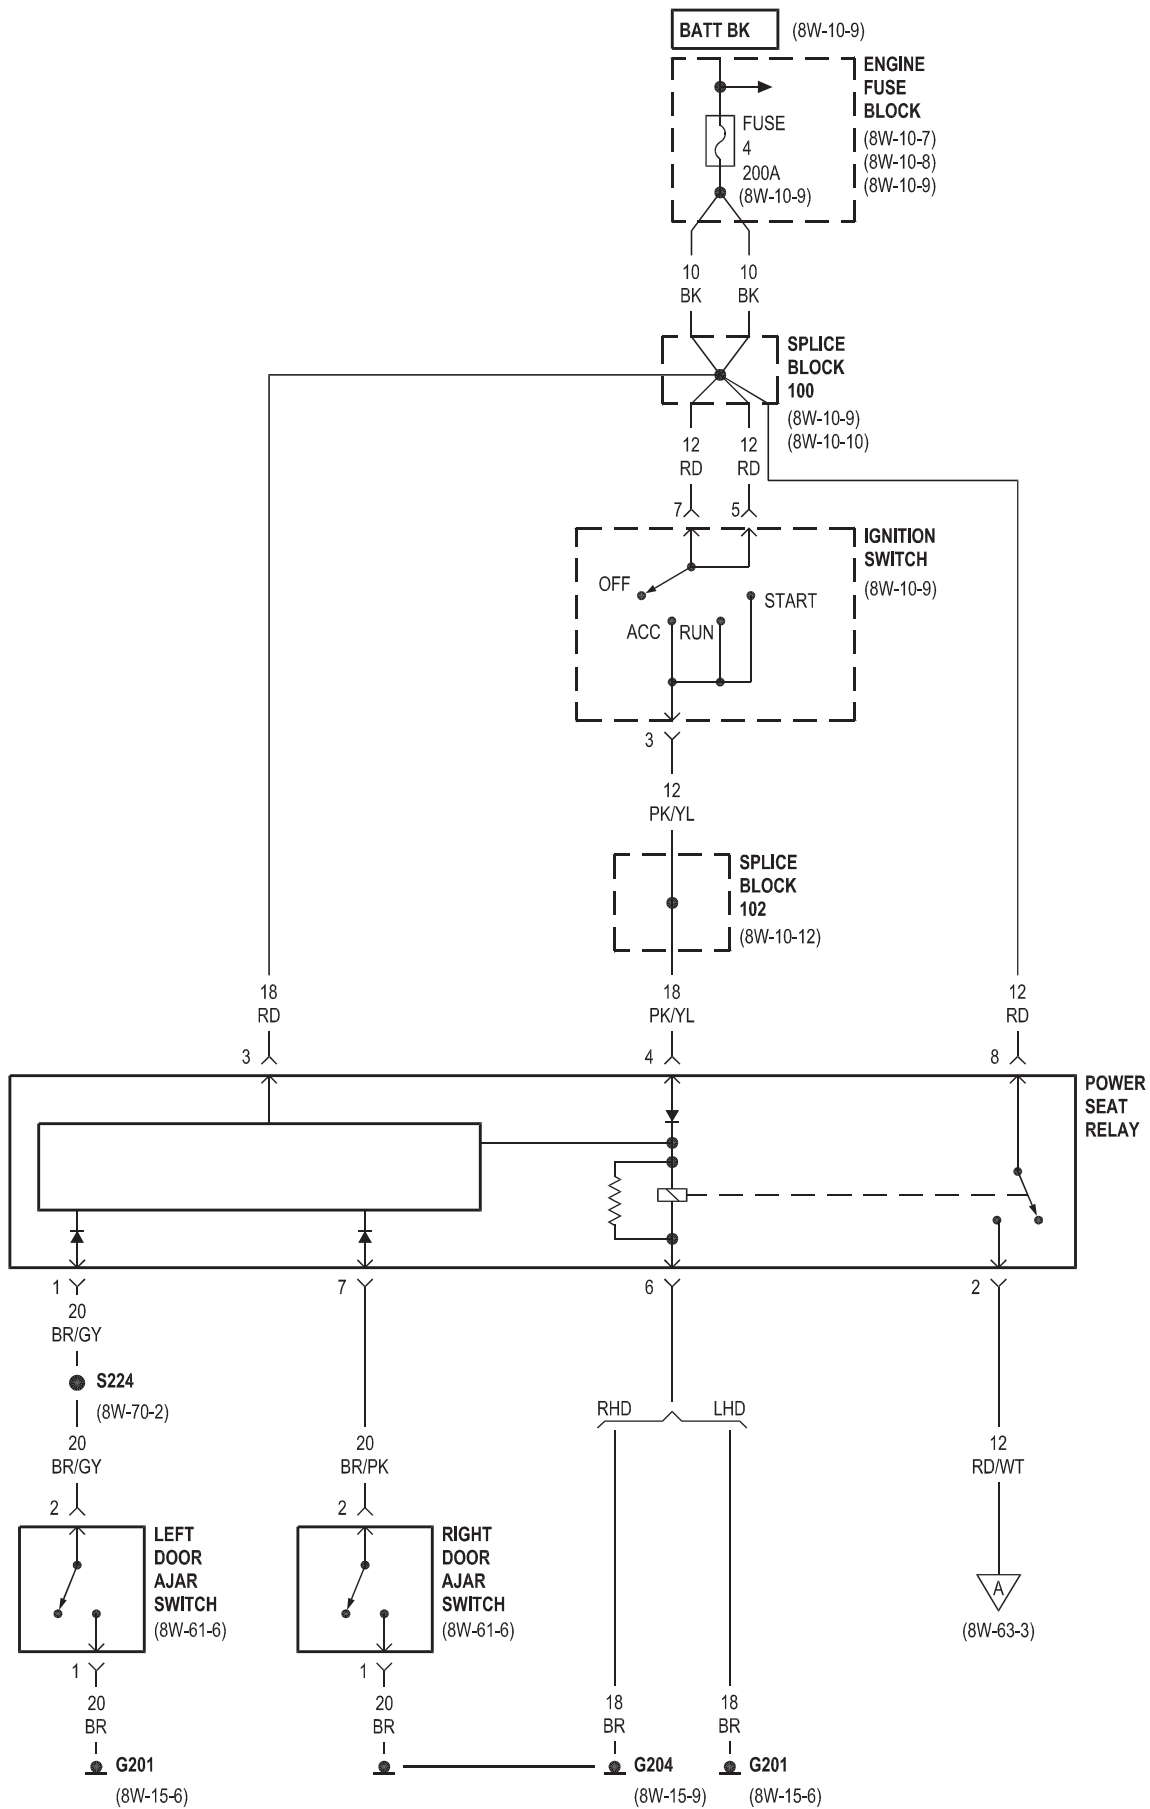 BATT BK (8W-10-9)
ENGINE
FUSE
BLOCK
(8W-10-7)
(8W-10-8)
(8W-10-9)
FUSE
4
200A
(8W-10-9)
10 10
BK BK
SPLICE
BLOCK
100
(8W-10-9)
(8W-10-10)
12 12
RD RD
7 5
IGNITION
SWITCH
(8W-10-9)
OFF
START
ACC RUN
3
12
PK/YL
SPLICE
BLOCK
102
(8W-10-12)
18 18 12
RD PK/YL RD
3 4 8
POWER
SEAT
RELAY
1 7 6 2
20
BR/GY
S224
(8W-70-2)
RHD LHD
20 20 12
BR/GY BR/PK RD/WT
2 2
LEFT
DOOR
AJAR
SWITCH
(8W-61-6)
RIGHT
DOOR
AJAR
SWITCH
(8W-61-6)
A
(8W-63-3)
1 1
20 20 18 18
BR BR BR BR
G201 G204 G201
(8W-15-6) (8W-15-9) (8W-15-6)